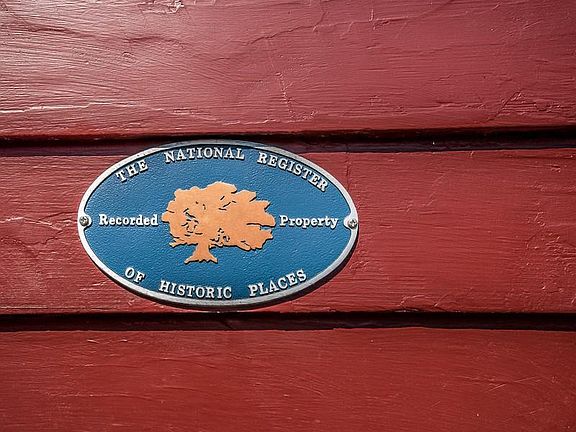 THE NATIONAL REGISTER
Recorded Property
OF HISTORIC PLACES